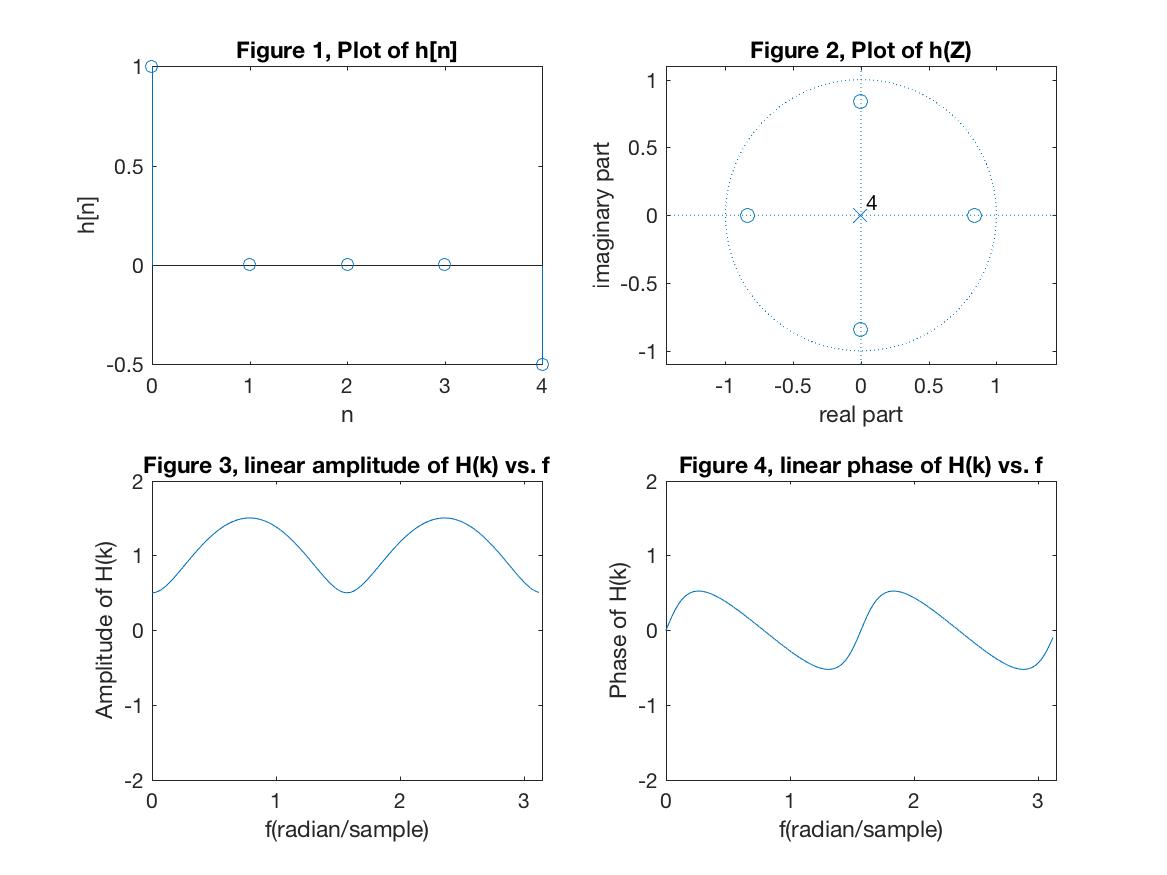 Figure 1, Plot of h[n]
1
0.5
0
-0.5
h[n]
0 1 2 3 4
n
Figure 2, Plot of h(Z)
1
0.5
0
-0.5
-1
imaginary part
4
-1 -0.5 0 0.5 1
real part
Figure 3, linear amplitude of H(k) vs. f
2
1
0
-1
-2
Amplitude of H(k)
0 1 2 3
f(radian/sample)
Figure 4, linear phase of H(k) vs. f
2
1
0
-1
-2
Phase of H(k)
0 1 2 3
f(radian/sample)